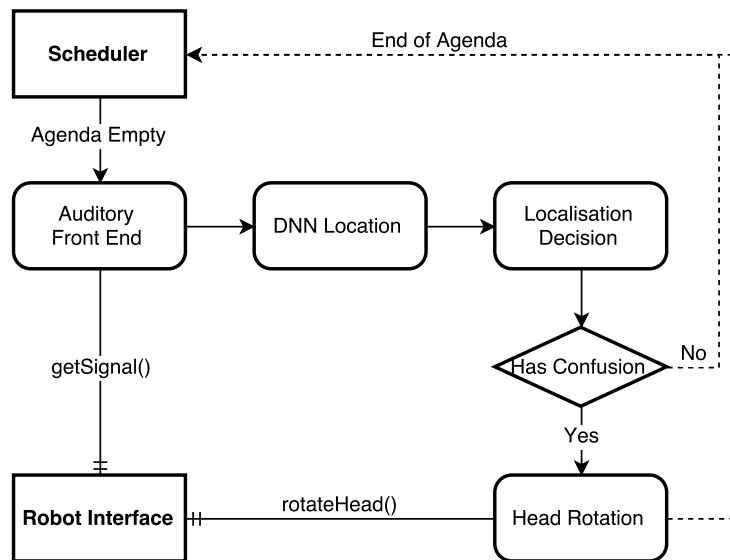 End of Agenda
Scheduler
Agenda Empty
Auditory
Front End
DNN Location
Localisation
Decision
getSignal()
Has Confusion
No
Yes
Robot Interface
rotateHead()
Head Rotation